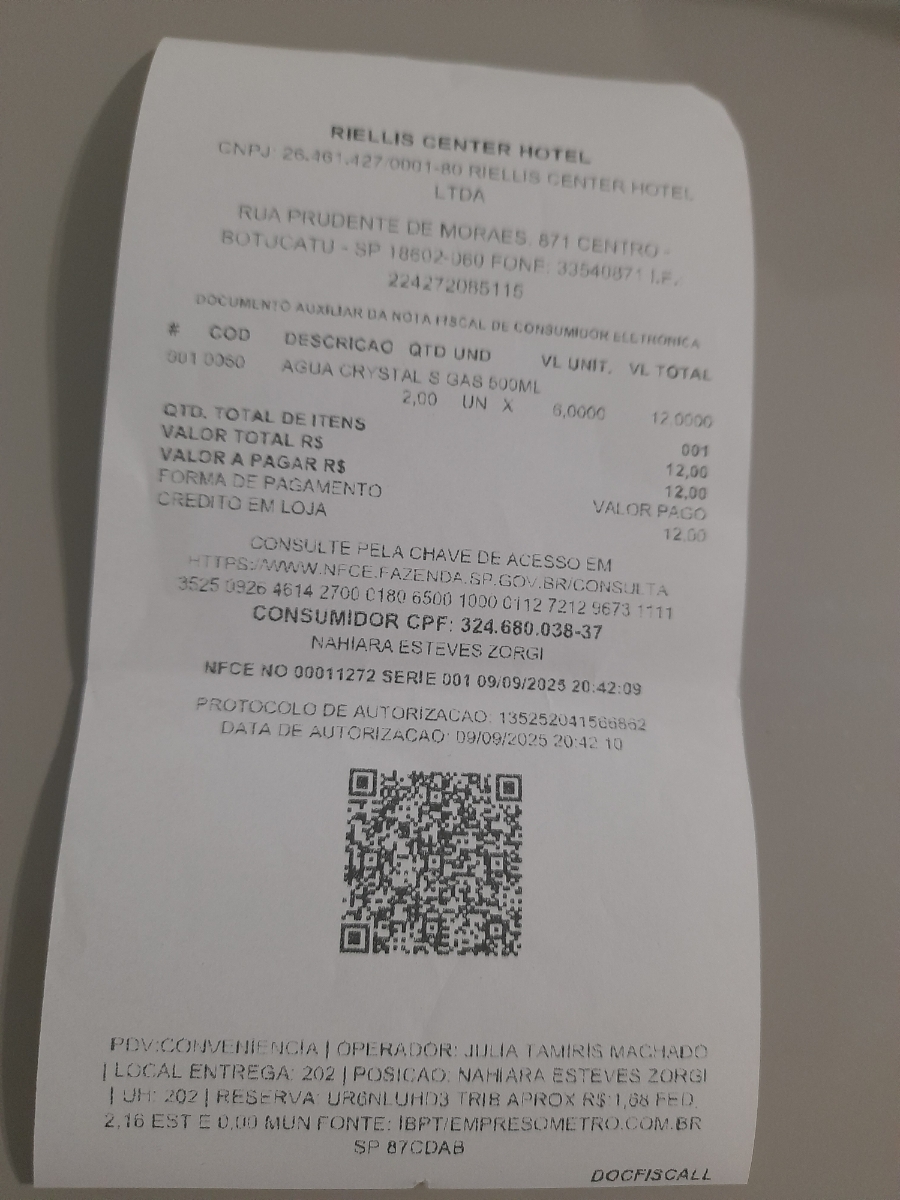 RIELLIS CENTER HOTEL
CNPJ: 26.461.427/0001-80 RIELLIS CENTER HOTEL
LTDA
RUA PRUDENTE DE MORAES, 871 CENTRO -
BOTUCATU - SP 18602-060 FONE: 33540871 I.E.:
224272085115
DOCUMENTO AUXILIAR DA NOTA FISCAL DE CONSUMIDOR ELETRONICA
# COD DESCRICAO QTD UND VL UNIT. VL TOTAL
001 0060 AGUA CRYSTAL S GAS 500ML
2,00 UN X 6,0000 12,0000
QTD. TOTAL DE ITENS 001
VALOR TOTAL R$ 12,00
VALOR A PAGAR R$ 12,00
FORMA DE PAGAMENTO VALOR PAGO
CREDITO EM LOJA 12,00
CONSULTE PELA CHAVE DE ACESSO EM
HTTPS://WWW.NFCE.FAZENDA.SP.GOV.BR/CONSULTA
3525 0926 4614 2700 0180 6500 1000 0112 7212 9673 1111
CONSUMIDOR CPF: 324.680.038-37
NAHIARA ESTEVES ZORGI
NFCE NO 00011272 SERIE 001 09/09/2025 20:42:09
PROTOCOLO DE AUTORIZACAO: 135252041566862
DATA DE AUTORIZACAO: 09/09/2025 20:42:10
PDV:CONVENIENCIA | OPERADOR: JULIA TAMIRIS MACHADO
| LOCAL ENTREGA: 202 | POSICAO: NAHIARA ESTEVES ZORGI
| UH: 202 | RESERVA: UR6NLUHD3 TRIB APROX R$:1,68 FED,
2,16 EST E 0,00 MUN FONTE: IBPT/EMPRESOMETRO.COM.BR
SP 87CDAB
DOCFISCALL